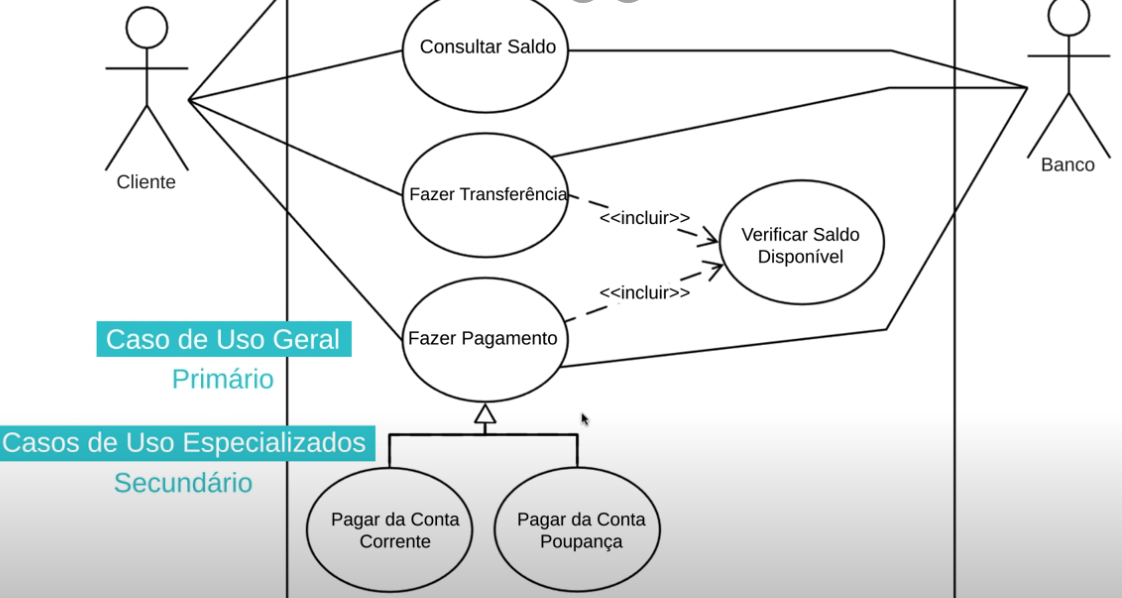 Consultar Saldo
Cliente
Banco
Fazer Transferência
<<incluir>>
Verificar Saldo
Disponível
<<incluir>>
Fazer Pagamento
Caso de Uso Geral
Primário
Casos de Uso Especializados
Secundário
Pagar da Conta
Corrente
Pagar da Conta
Poupança